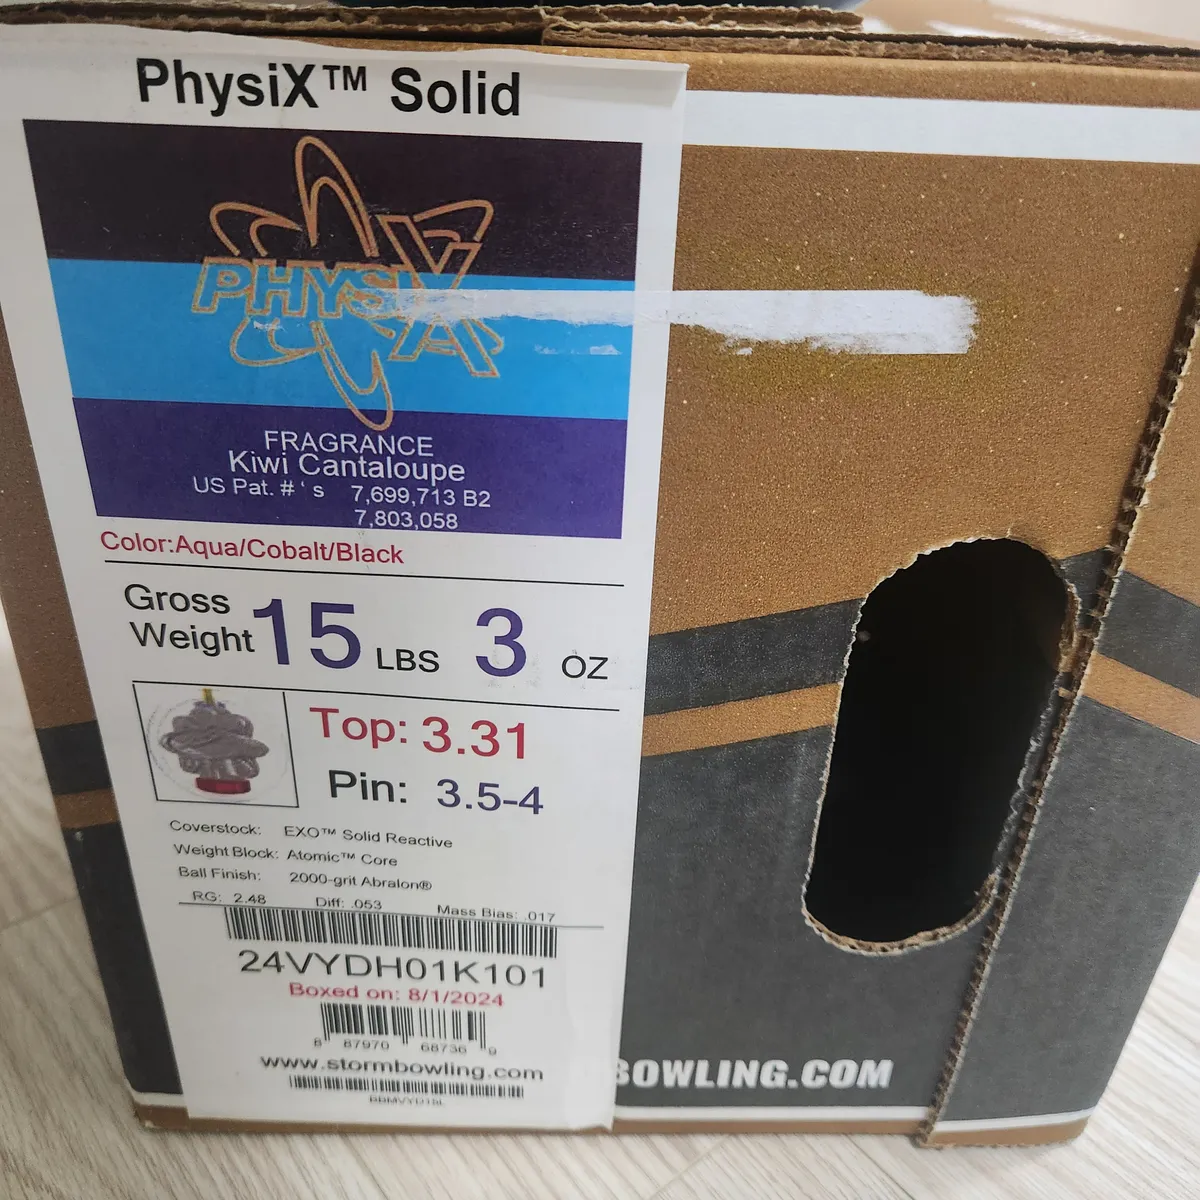 PhysiX™ Solid
PHYSIX
FRAGRANCE
Kiwi Cantaloupe
US Pat. #'s 7,699,713 B2
7,803,058
Color:Aqua/Cobalt/Black
Gross Weight 15 LBS 3 OZ
Top: 3.31
Pin: 3.5-4
Coverstock: EXO™ Solid Reactive
Weight Block: Atomic™ Core
Ball Finish: 2000-grit Abralon®
RG: 2.48 Diff: .053 Mass Bias: .017
24VYDH01K101
Boxed on: 8/1/2024
8 87970 68736 9
www.stormbowling.com
BBMVYD15L
BOWLING.COM